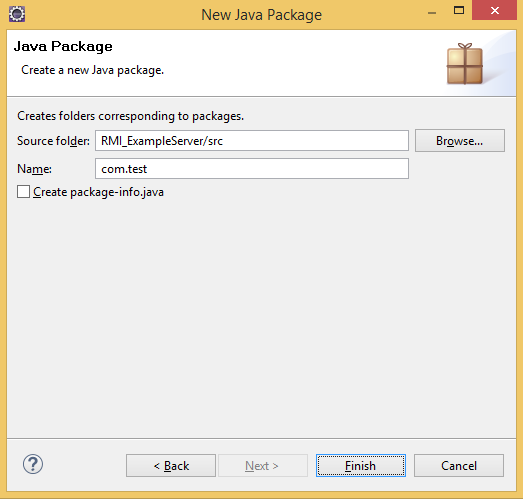 New Java Package
Java Package
Create a new Java package.
Creates folders corresponding to packages.
Source folder: RMI_ExampleServer/src Browse...
Name: com.test
Create package-info.java
? < Back Next > Finish Cancel